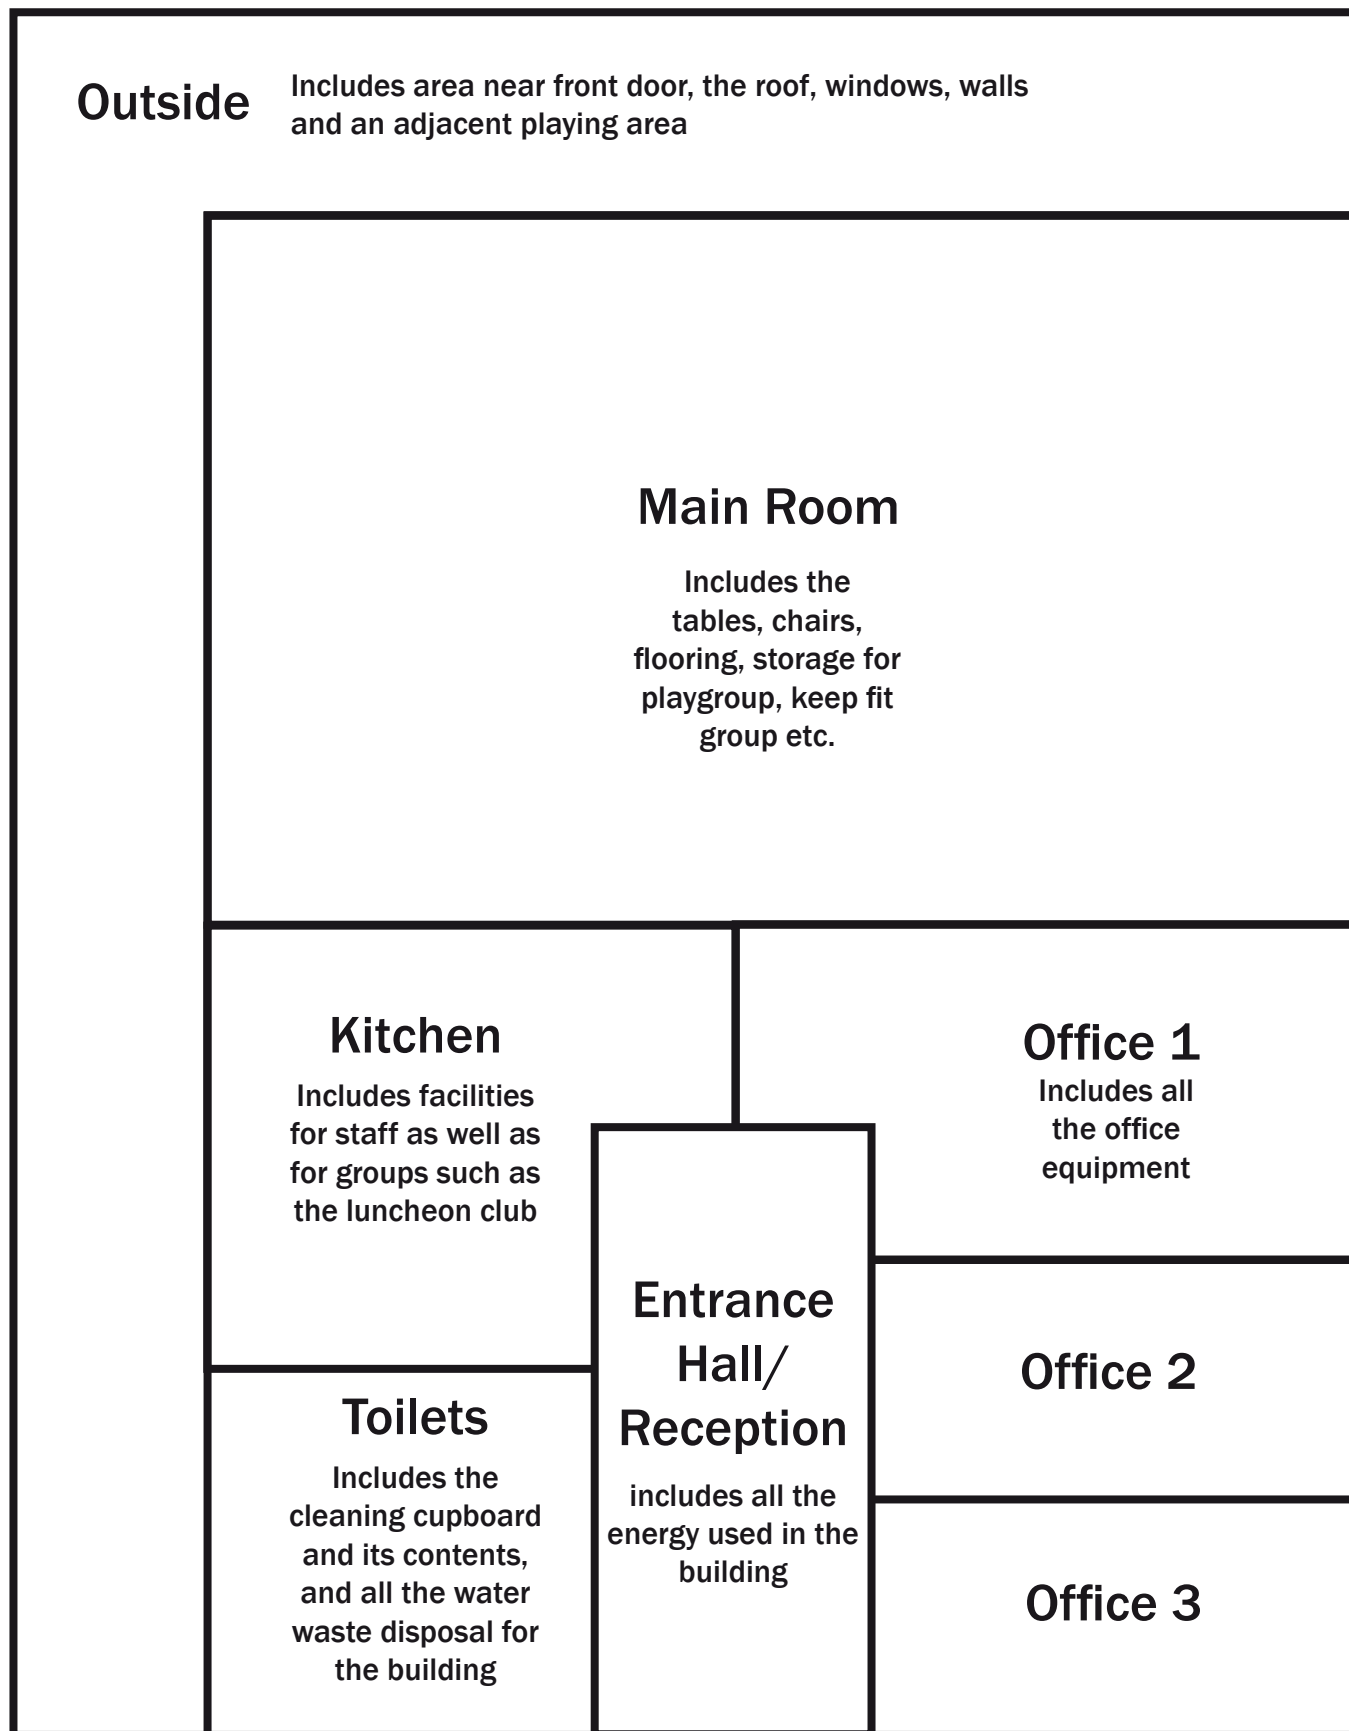 Outside
Includes area near front door, the roof, windows, walls
and an adjacent playing area
Main Room
Includes the
tables, chairs,
flooring, storage for
playgroup, keep fit
group etc.
Kitchen
Includes facilities
for staff as well as
for groups such as
the luncheon club
Office 1
Includes all
the office
equipment
Entrance
Hall/
Reception
includes all the
energy used in the
building
Office 2
Toilets
Includes the
cleaning cupboard
and its contents,
and all the water
waste disposal for
the building
Office 3